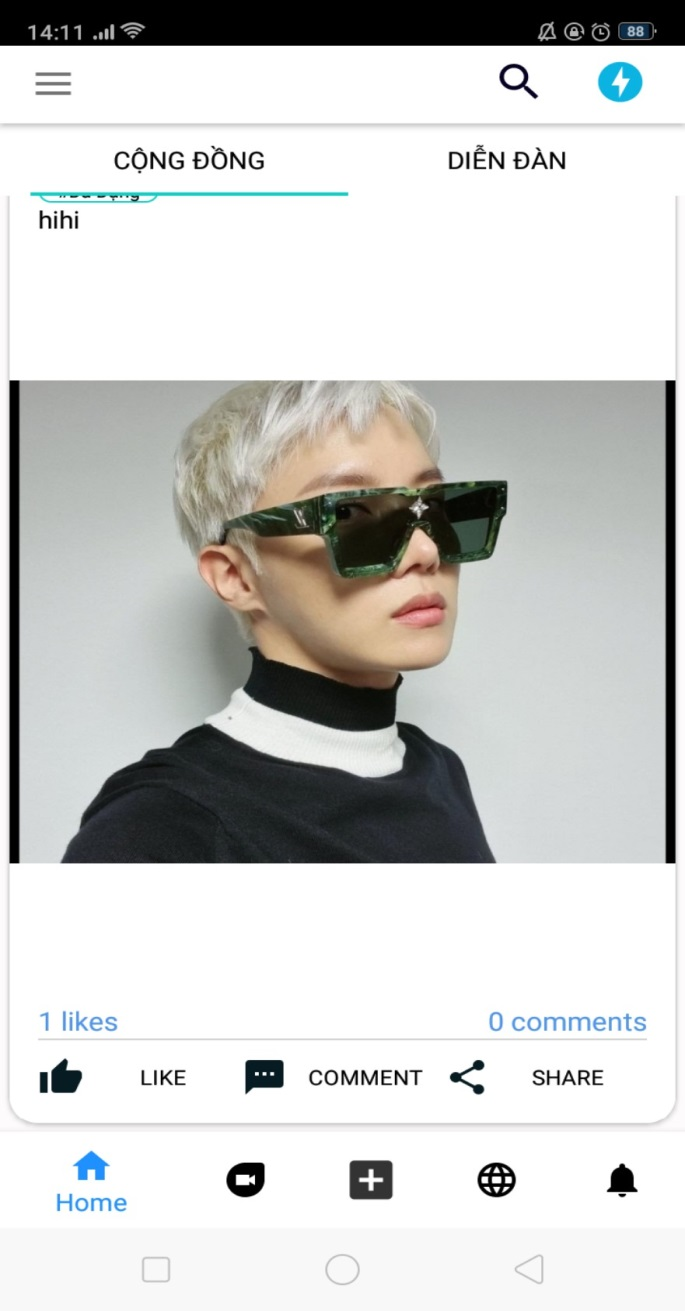 14:11
88
CỘNG ĐỒNG
DIỄN ĐÀN
hihi
1 likes
0 comments
LIKE
COMMENT
SHARE
Home